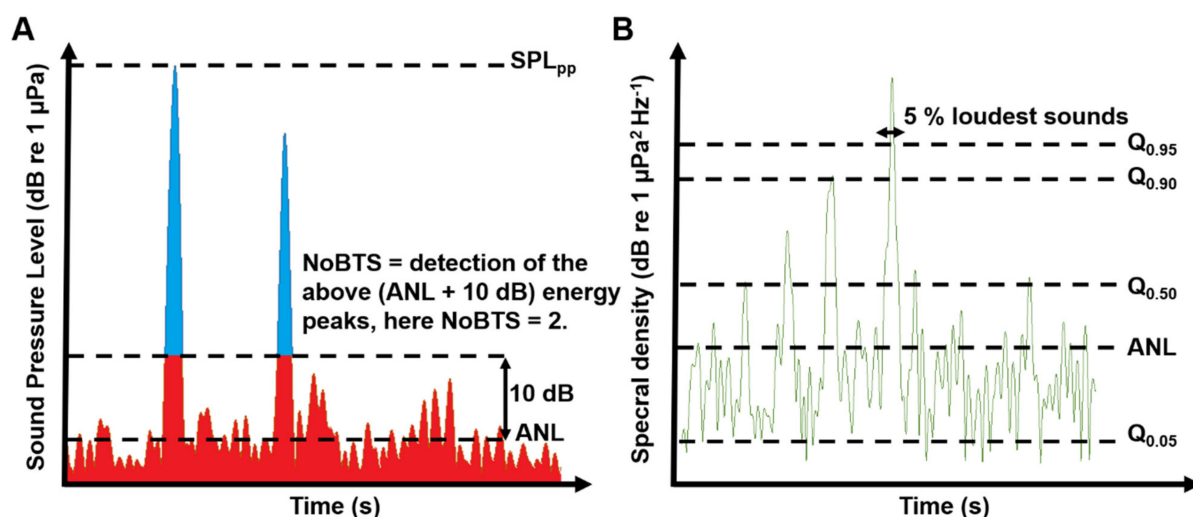 A
Sound Pressure Level (dB re 1 µPa)
SPLpp
NoBTS = detection of the
above (ANL + 10 dB) energy
peaks, here NoBTS = 2.
10 dB
ANL
Time (s)
B
Specral density (dB re 1 µPa² Hz⁻¹)
5 % loudest sounds
Q0.95
Q0.90
Q0.50
ANL
Q0.05
Time (s)